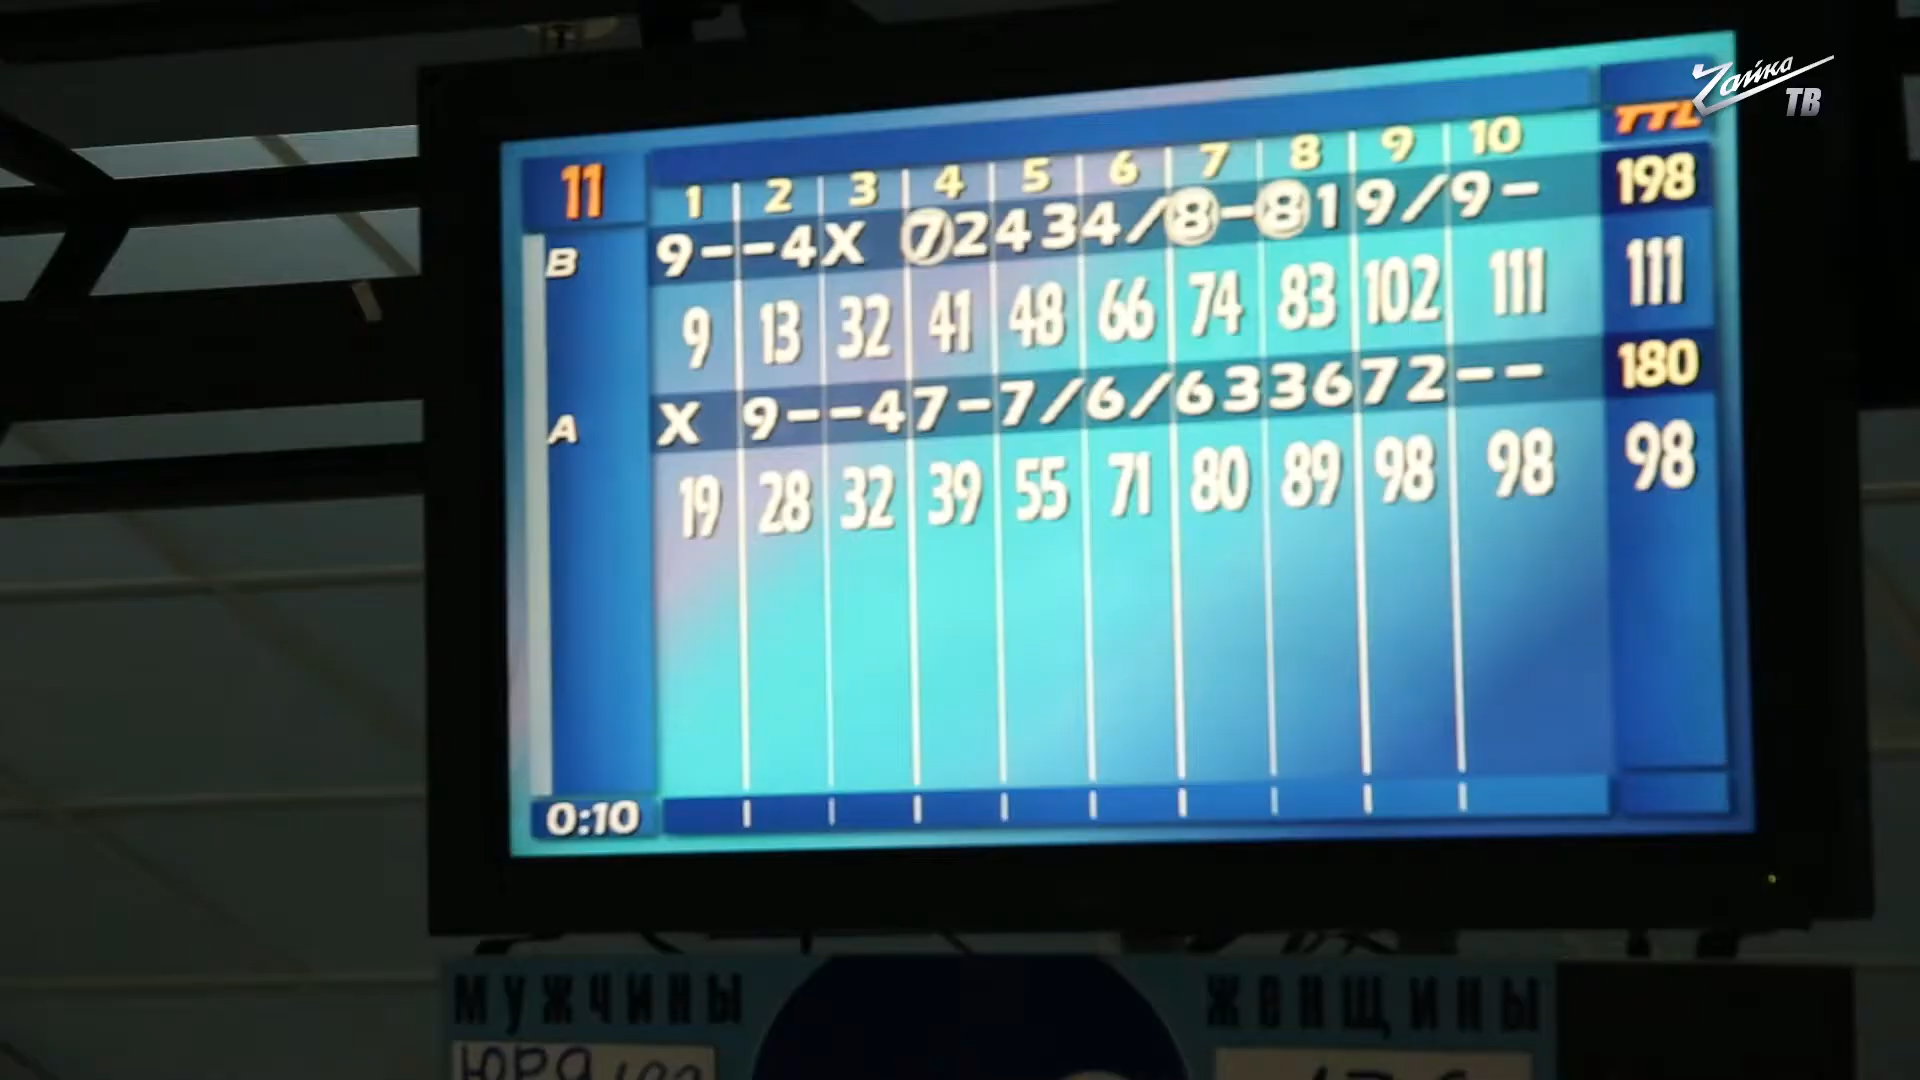 Zайка
ТВ
11 1 2 3 4 5 6 7 8 9 10 TTL
9 - - 4 X ⑦ 2 4 3 4 / ⑧ - ⑧ 1 9 / 9 - 198
B 9 13 32 41 48 66 74 83 102 111 111
X 9 - - 4 7 - 7 / 6 / 6 3 3 6 7 2 - - 180
A 19 28 32 39 55 71 80 89 98 98 98
0:10
мужчины женщины
ЮРА